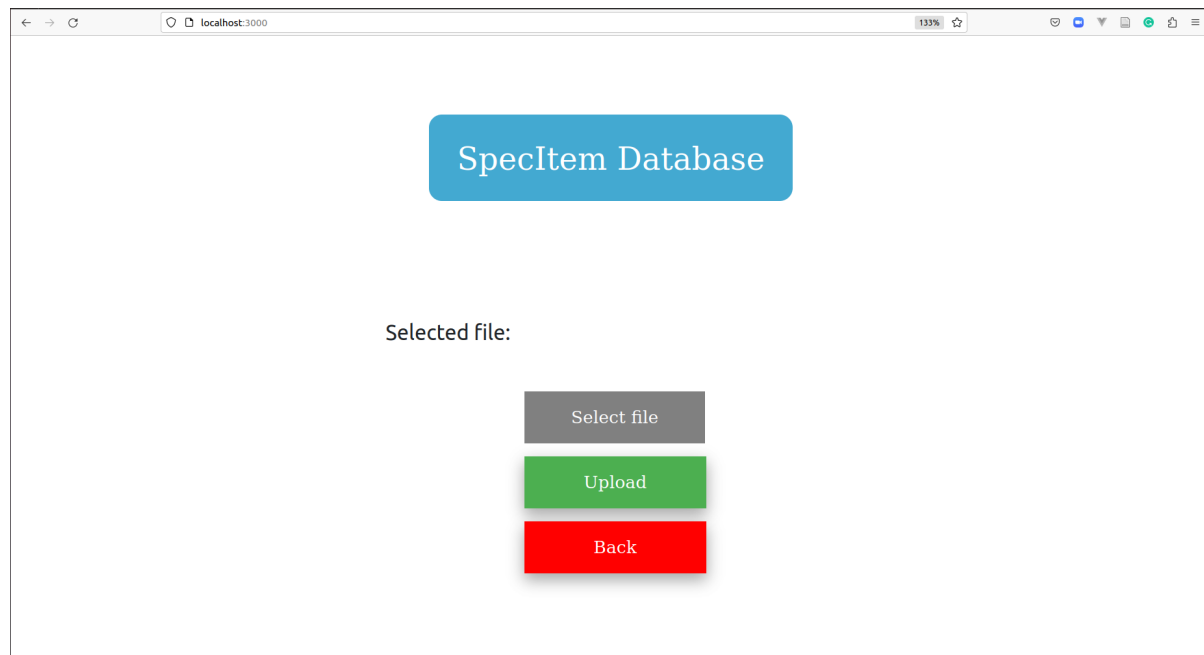 localhost:3000
133%
SpecItem Database
Selected file:
Select file
Upload
Back